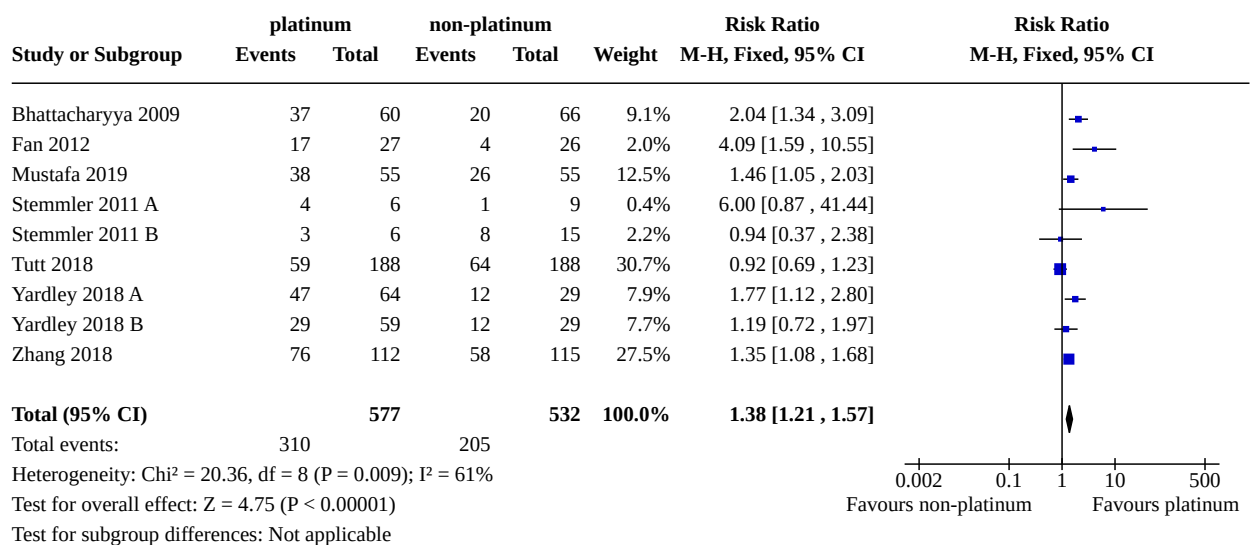 platinum non-platinum Risk Ratio Risk Ratio
Study or Subgroup Events Total Events Total Weight M-H, Fixed, 95% CI M-H, Fixed, 95% CI
Bhattacharyya 2009 37 60 20 66 9.1% 2.04 [1.34 , 3.09]
Fan 2012 17 27 4 26 2.0% 4.09 [1.59 , 10.55]
Mustafa 2019 38 55 26 55 12.5% 1.46 [1.05 , 2.03]
Stemmler 2011 A 4 6 1 9 0.4% 6.00 [0.87 , 41.44]
Stemmler 2011 B 3 6 8 15 2.2% 0.94 [0.37 , 2.38]
Tutt 2018 59 188 64 188 30.7% 0.92 [0.69 , 1.23]
Yardley 2018 A 47 64 12 29 7.9% 1.77 [1.12 , 2.80]
Yardley 2018 B 29 59 12 29 7.7% 1.19 [0.72 , 1.97]
Zhang 2018 76 112 58 115 27.5% 1.35 [1.08 , 1.68]
Total (95% CI) 577 532 100.0% 1.38 [1.21 , 1.57]
Total events: 310 205
Heterogeneity: Chi² = 20.36, df = 8 (P = 0.009); I² = 61%
0.002 0.1 1 10 500
Test for overall effect: Z = 4.75 (P < 0.00001)
Favours non-platinum Favours platinum
Test for subgroup differences: Not applicable